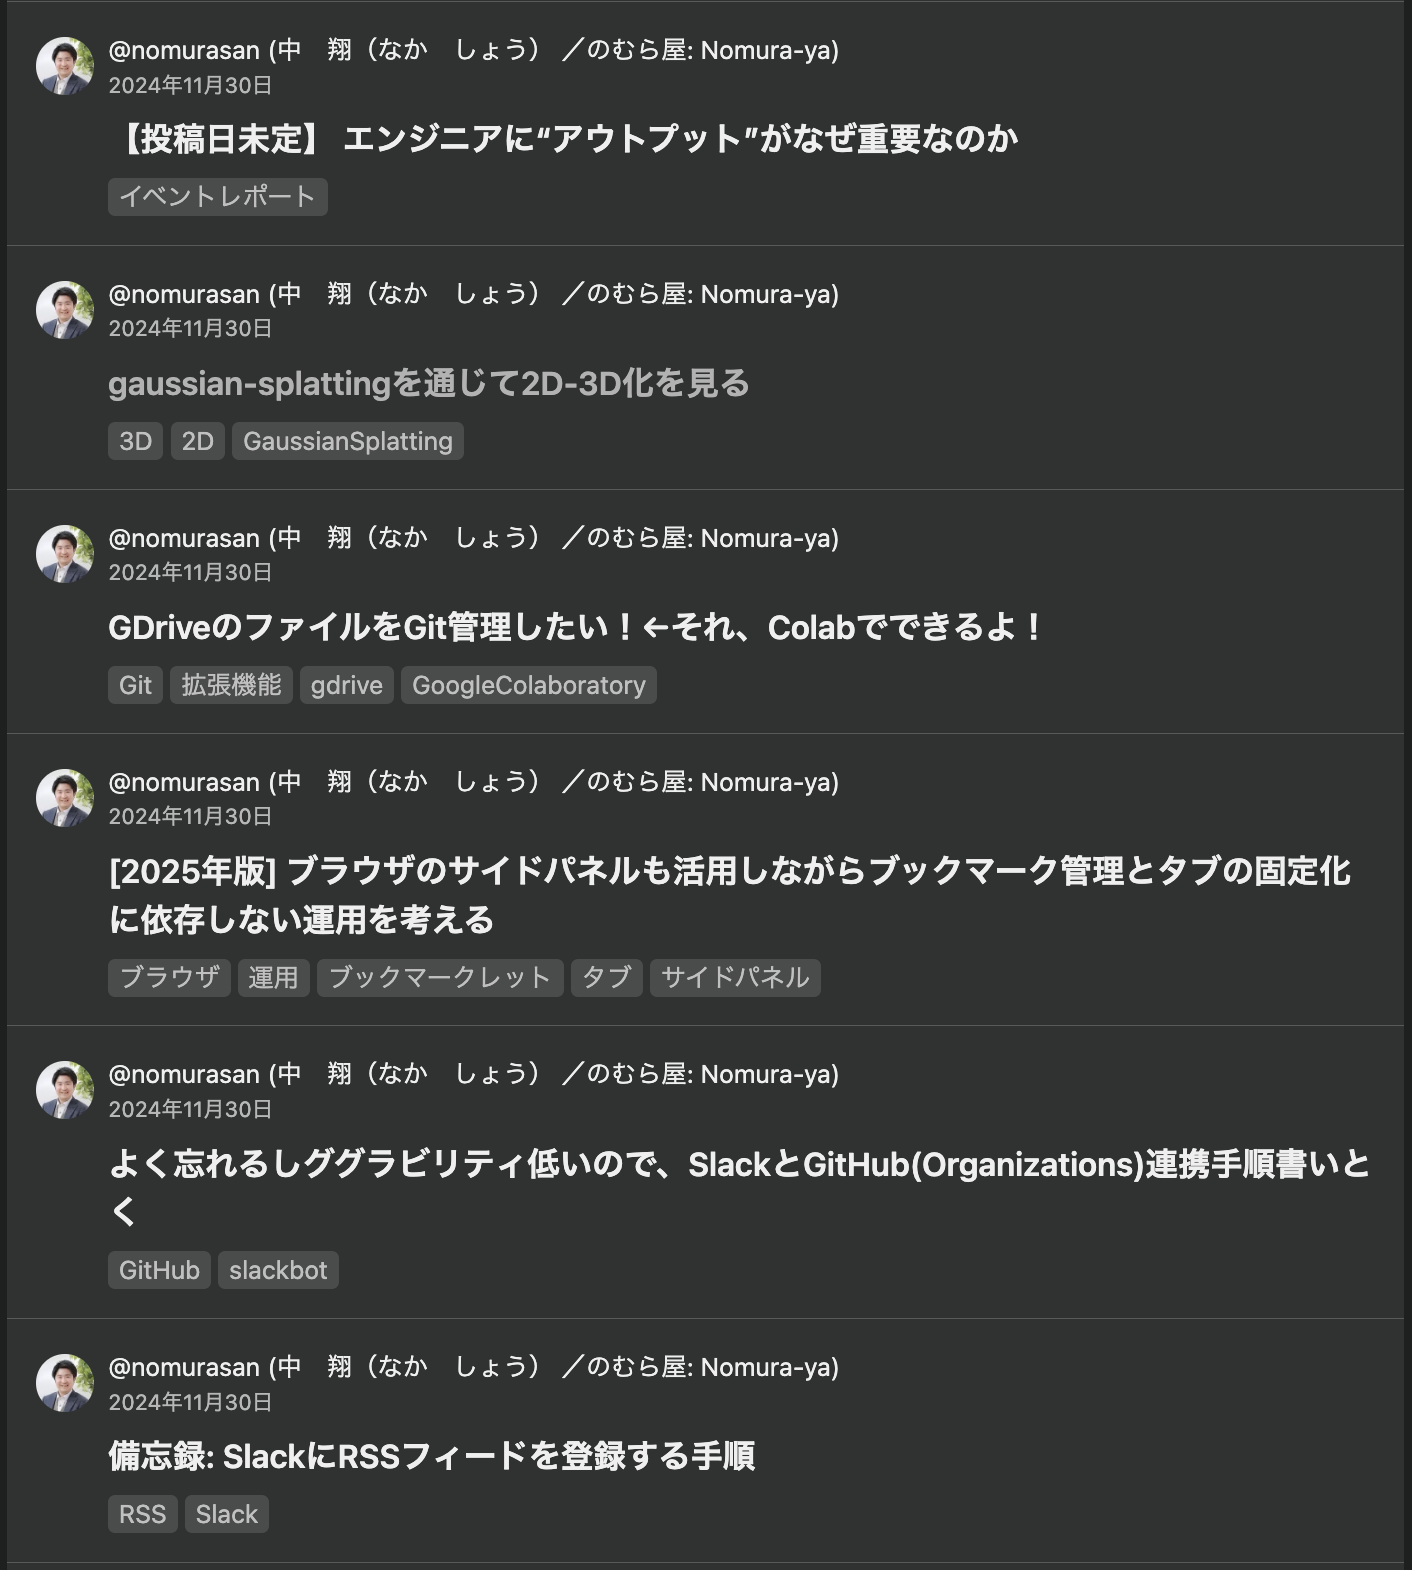 @nomurasan (中　翔（なか　しょう） ／のむら屋: Nomura-ya)
2024年11月30日
【投稿日未定】 エンジニアに“アウトプット”がなぜ重要なのか
イベントレポート
@nomurasan (中　翔（なか　しょう） ／のむら屋: Nomura-ya)
2024年11月30日
gaussian-splattingを通じて2D-3D化を見る
3D 2D GaussianSplatting
@nomurasan (中　翔（なか　しょう） ／のむら屋: Nomura-ya)
2024年11月30日
GDriveのファイルをGit管理したい！←それ、Colabでできるよ！
Git 拡張機能 gdrive GoogleColaboratory
@nomurasan (中　翔（なか　しょう） ／のむら屋: Nomura-ya)
2024年11月30日
[2025年版] ブラウザのサイドパネルも活用しながらブックマーク管理とタブの固定化
に依存しない運用を考える
ブラウザ 運用 ブックマークレット タブ サイドパネル
@nomurasan (中　翔（なか　しょう） ／のむら屋: Nomura-ya)
2024年11月30日
よく忘れるしググラビリティ低いので、SlackとGitHub(Organizations)連携手順書いと
く
GitHub slackbot
@nomurasan (中　翔（なか　しょう） ／のむら屋: Nomura-ya)
2024年11月30日
備忘録: SlackにRSSフィードを登録する手順
RSS Slack